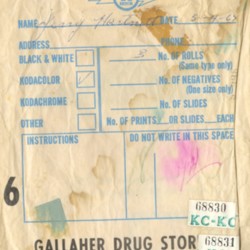 NAME DATE
ADDRESS PHONE
BLACK & WHITE 3 No. OF ROLLS
(Same type only)
KODACOLOR No. OF NEGATIVES
(One size only)
KODACHROME No. OF SLIDES
OTHER No. OF PRINTS OR SLIDES EACH
INSTRUCTIONS DO NOT WRITE IN THIS SPACE
6
68830
KC-KC
GALLAHER DRUG STOR
68831